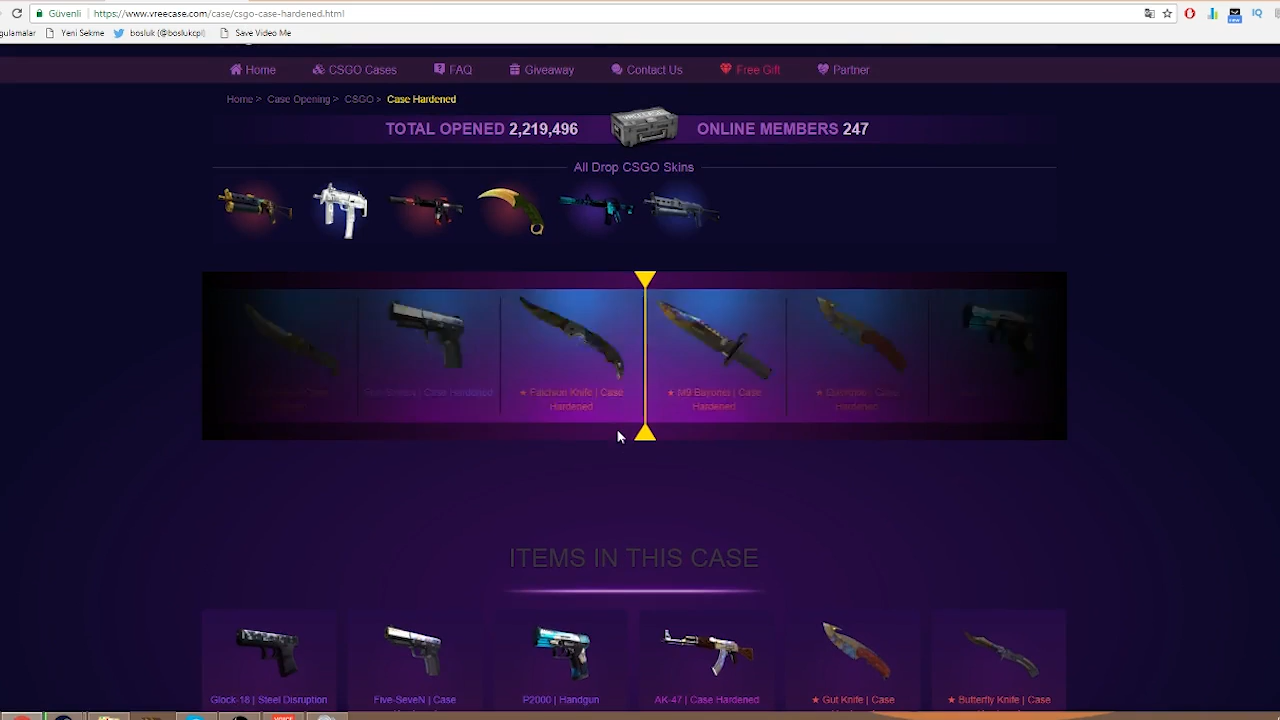 Güvenli
https://www.vreecase.com/case/csgo-case-hardened.html
Yeni Sekme
bosluk (@boslukcpl
Save Video Me
Home
CSGO Cases
FAQ
Giveaway
Contact Us
Free Gift
Partner
Home > Case Opening > CSGO > Case Hardened
TOTAL OPENED 2,219,496
ONLINE MEMBERS 247
All Drop CSGO Skins
Case Hardened
★ Falchion Knife | Case
Hardened
★ M9 Bayonet | Case
Hardened
Case
Hardened
ITEMS IN THIS CASE
Glock-18 | Steel Disruption
Five-SeveN | Case
P2000 | Handgun
AK-47 | Case Hardened
★ Gut Knife | Case
★ Butterfly Knife | Case